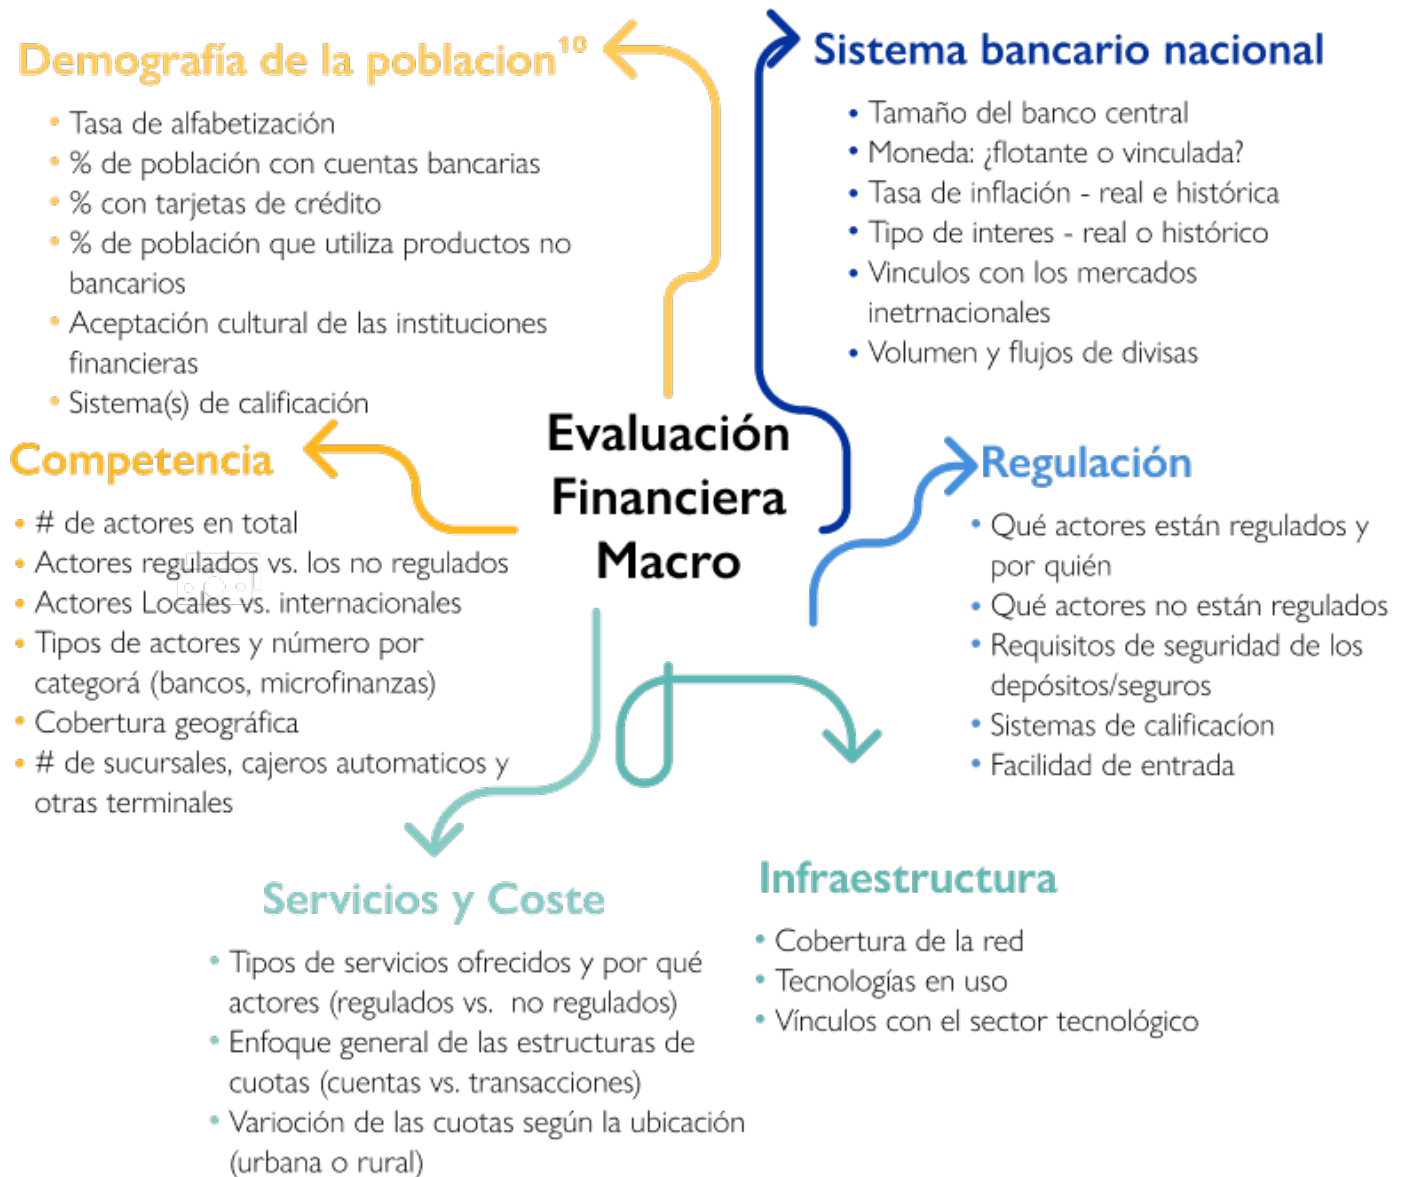 Demografía de la poblacion¹⁰
• Tasa de alfabetización
• % de población con cuentas bancarias
• % con tarjetas de crédito
• % de población que utiliza productos no
bancarios
• Aceptación cultural de las instituciones
financieras
• Sistema(s) de calificación
Sistema bancario nacional
• Tamaño del banco central
• Moneda: ¿flotante o vinculada?
• Tasa de inflación - real e histórica
• Tipo de interes - real o histórico
• Vinculos con los mercados
inetrnacionales
• Volumen y flujos de divisas
Evaluación
Financiera
Macro
Competencia
• # de actores en total
• Actores regulados vs. los no regulados
• Actores Locales vs. internacionales
• Tipos de actores y número por
categorá (bancos, microfinanzas)
• Cobertura geográfica
• # de sucursales, cajeros automaticos y
otras terminales
Regulación
• Qué actores están regulados y
por quién
• Qué actores no están regulados
• Requisitos de seguridad de los
depósitos/seguros
• Sistemas de calificacíon
• Facilidad de entrada
Servicios y Coste
• Tipos de servicios ofrecidos y por qué
actores (regulados vs. no regulados)
• Enfoque general de las estructuras de
cuotas (cuentas vs. transacciones)
• Varioción de las cuotas según la ubicación
(urbana o rural)
Infraestructura
• Cobertura de la red
• Tecnologías en uso
• Vínculos con el sector tecnológico